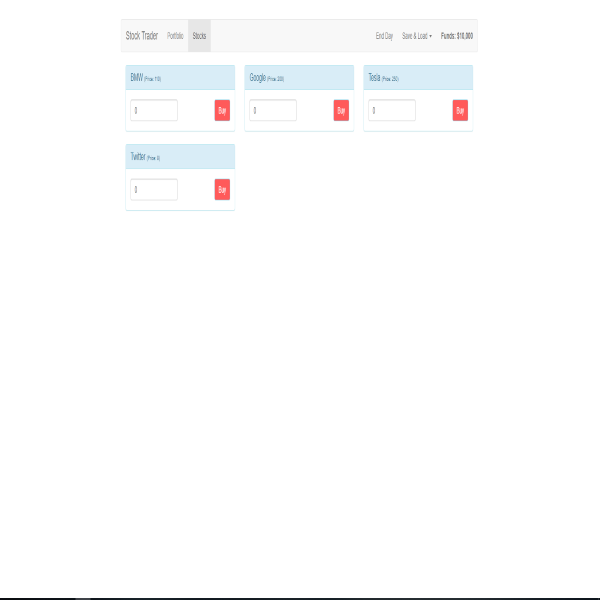 Stock Trader Portfolio Stocks End Day Save & Load Funds: $10,000
BMW (Price: 110) Google (Price: 200) Tesla (Price: 250)
0 Buy 0 Buy 0 Buy
Twitter (Price: 8)
0 Buy